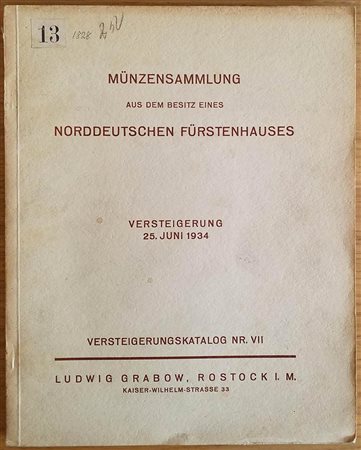 13
1828
MÜNZENSAMMLUNG
AUS DEM BESITZ EINES
NORDDEUTSCHEN FÜRSTENHAUSES
VERSTEIGERUNG
25. JUNI 1934
VERSTEIGERUNGSKATALOG NR. VII
LUDWIG GRABOW, ROSTOCK I. M.
KAISER-WILHELM-STRASSE 33